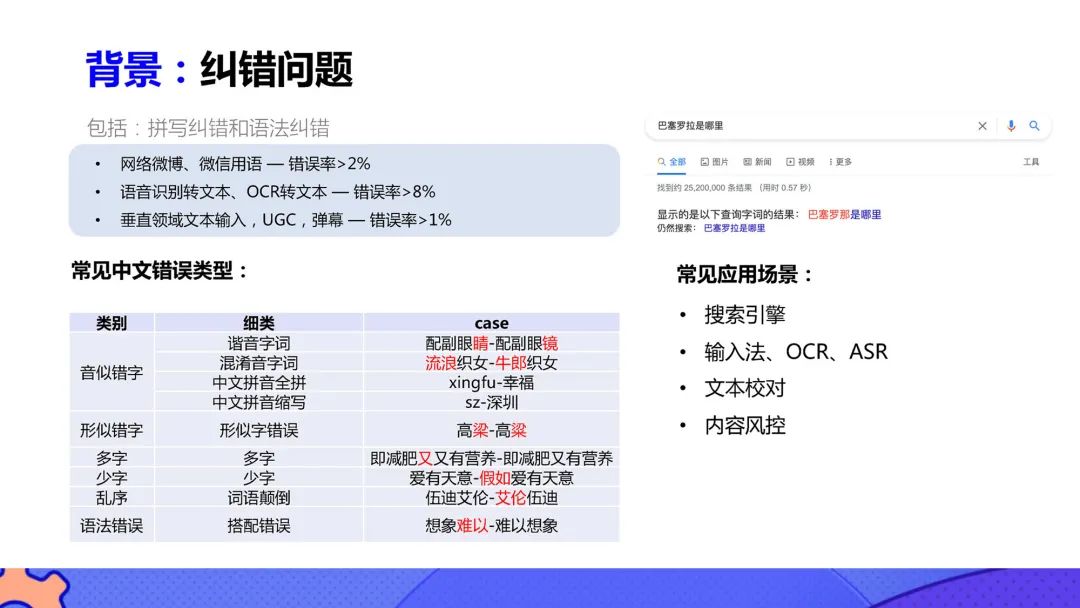 背景：纠错问题
包括：拼写纠错和语法纠错
• 网络微博、微信用语 — 错误率>2%
• 语音识别转文本、OCR转文本 — 错误率>8%
• 垂直领域文本输入，UGC，弹幕 — 错误率>1%
常见中文错误类型：
类别 细类 case
音似错字 谐音字词 配副眼睛-配副眼镜
混淆音字词 流浪织女-牛郎织女
中文拼音全拼 xingfu-幸福
中文拼音缩写 sz-深圳
形似错字 形似字错误 高梁-高粱
多字 多字 即减肥又又有营养-即减肥又有营养
少字 少字 爱有天意-假如爱有天意
乱序 词语颠倒 伍迪艾伦-艾伦伍迪
语法错误 搭配错误 想象难以-难以想象
巴塞罗拉是哪里
全部 图片 新闻 视频 更多 工具
找到约 25,200,000 条结果 （用时 0.57 秒）
显示的是以下查询字词的结果： 巴塞罗那是哪里
仍然搜索： 巴塞罗拉是哪里
常见应用场景：
• 搜索引擎
• 输入法、OCR、ASR
• 文本校对
• 内容风控